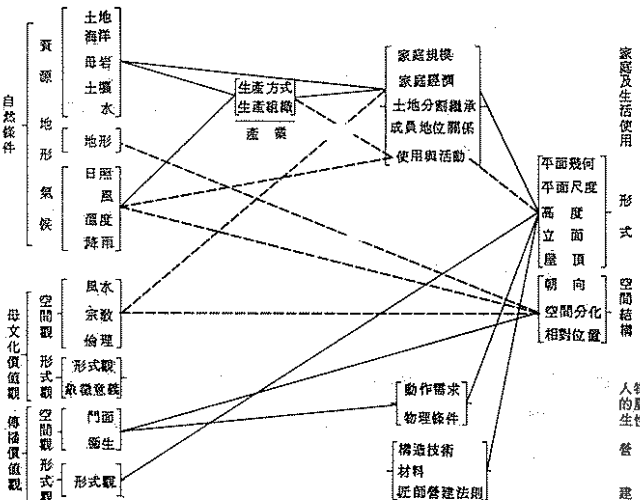 自然條件
資源
土地
海洋
母岩
土壤
水
地形
地形
氣候
日照
風
溫度
降雨
母文化價值觀
空間觀
風水
宗教
倫理
形式觀
形式觀
象徵意義
傳播價值觀
空間觀
門面
衛生
形式觀
形式觀
生產方式
生產組織
產業
家庭規模
家庭經濟
土地分割繼承
成員地位關係
使用與活動
動作需求
物理條件
構造技術
材料
匠師營建法則
平面幾何
平面尺度
高度
立面
屋頂
朝向
空間分化
相對位置
家庭及生活使用
形式
空間結構
營建